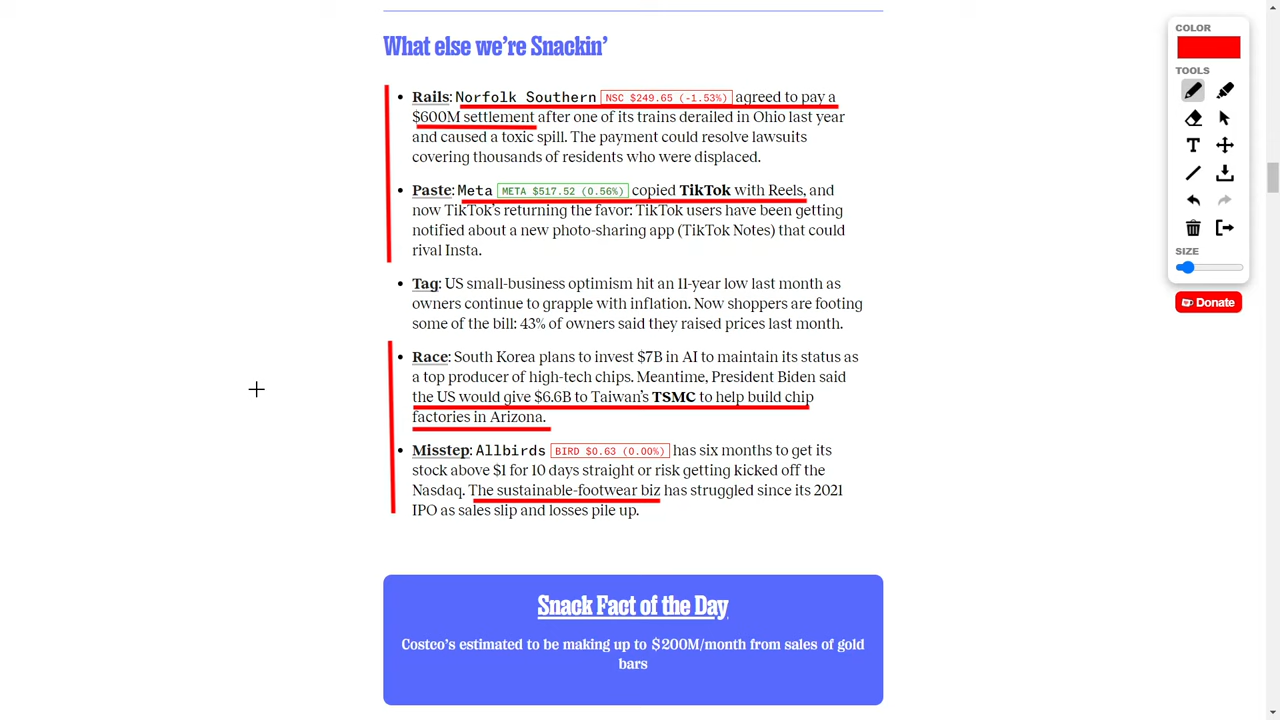 What else we're Snackin'
• Rails: Norfolk Southern NSC $249.65 (-1.53%) agreed to pay a
$600M settlement after one of its trains derailed in Ohio last year
and caused a toxic spill. The payment could resolve lawsuits
covering thousands of residents who were displaced.
• Paste: Meta META $517.52 (0.56%) copied TikTok with Reels, and
now TikTok's returning the favor: TikTok users have been getting
notified about a new photo-sharing app (TikTok Notes) that could
rival Insta.
• Tag: US small-business optimism hit an 11-year low last month as
owners continue to grapple with inflation. Now shoppers are footing
some of the bill: 43% of owners said they raised prices last month.
• Race: South Korea plans to invest $7B in AI to maintain its status as
a top producer of high-tech chips. Meantime, President Biden said
the US would give $6.6B to Taiwan's TSMC to help build chip
factories in Arizona.
• Misstep: Allbirds BIRD $0.63 (0.00%) has six months to get its
stock above $1 for 10 days straight or risk getting kicked off the
Nasdaq. The sustainable-footwear biz has struggled since its 2021
IPO as sales slip and losses pile up.
Snack Fact of the Day
Costco's estimated to be making up to $200M/month from sales of gold
bars
COLOR
TOOLS
T
SIZE
Donate